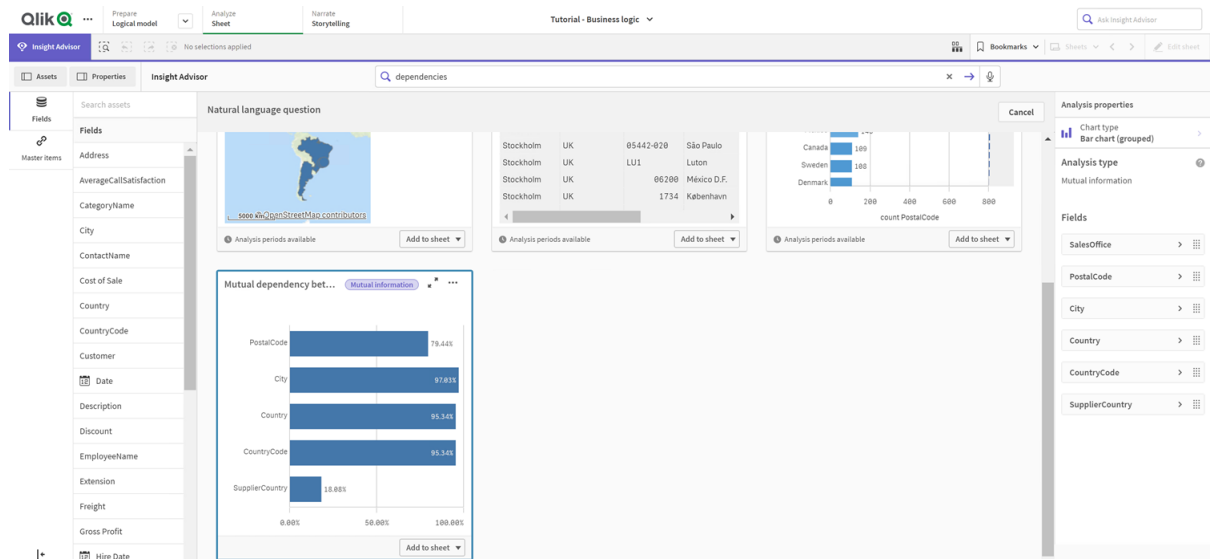 Qlik
Prepare
Logical model
Analyze
Sheet
Narrate
Storytelling
Tutorial - Business logic
Ask Insight Advisor
Insight Advisor
No selections applied
Bookmarks
Sheets
Edit sheet
Assets
Properties
Insight Advisor
dependencies
Fields
Master items
Search assets
Fields
Address
AverageCallSatisfaction
CategoryName
City
ContactName
Cost of Sale
Country
CountryCode
Customer
Date
Description
Discount
EmployeeName
Extension
Freight
Gross Profit
Hire Date
Natural language question
Cancel
5000 km
©OpenStreetMap contributors
Analysis periods available
Add to sheet
Stockholm UK 05442-020 São Paulo
Stockholm UK LU1 Luton
Stockholm UK 06200 México D.F.
Stockholm UK 1734 København
Analysis periods available
Add to sheet
Canada 109
Sweden 108
Denmark
0 200 400 600 800
count PostalCode
Analysis periods available
Add to sheet
Mutual dependency bet...
Mutual information
PostalCode 79.44%
City 97.03%
Country 95.34%
CountryCode 95.34%
SupplierCountry 18.08%
0.00% 50.00% 100.00%
Add to sheet
Analysis properties
Chart type
Bar chart (grouped)
Analysis type
Mutual information
Fields
SalesOffice
PostalCode
City
Country
CountryCode
SupplierCountry